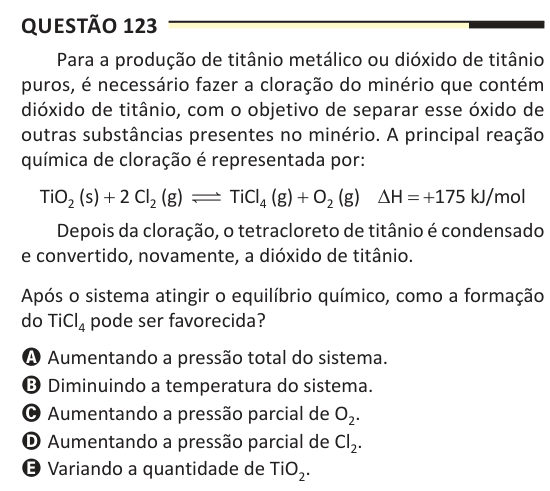 QUESTÃO 123
Para a produção de titânio metálico ou dióxido de titânio
puros, é necessário fazer a cloração do minério que contém
dióxido de titânio, com o objetivo de separar esse óxido de
outras substâncias presentes no minério. A principal reação
química de cloração é representada por:
TiO₂ (s) + 2 Cl₂ (g) ⇌ TiCl₄ (g) + O₂ (g) ΔH = +175 kJ/mol
Depois da cloração, o tetracloreto de titânio é condensado
e convertido, novamente, a dióxido de titânio.
Após o sistema atingir o equilíbrio químico, como a formação
do TiCl₄ pode ser favorecida?
A Aumentando a pressão total do sistema.
B Diminuindo a temperatura do sistema.
C Aumentando a pressão parcial de O₂.
D Aumentando a pressão parcial de Cl₂.
E Variando a quantidade de TiO₂.